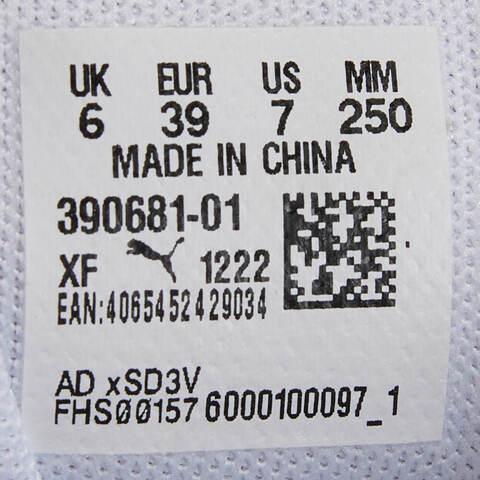 UK EUR US MM
6 39 7 250
MADE IN CHINA
390681-01
XF 1222
EAN:4065452429034
AD xSD3V
FHS00157 6000100097_1